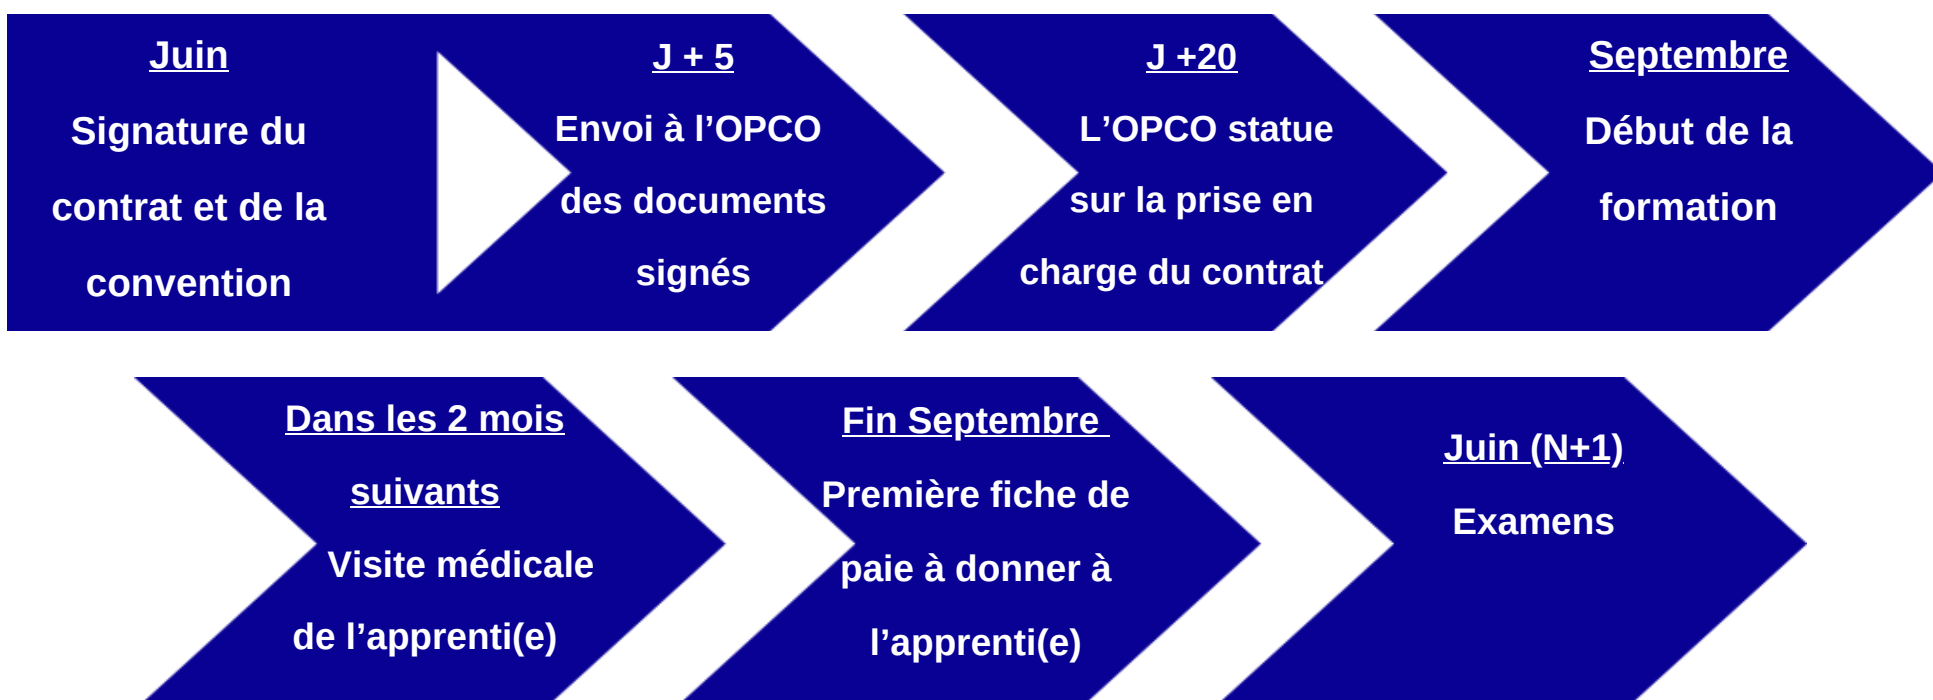 Juin
Signature du
contrat et de la
convention
J + 5
Envoi à l’OPCO
des documents
signés
J +20
L’OPCO statue
sur la prise en
charge du contrat
Septembre
Début de la
formation
Dans les 2 mois
suivants
Visite médicale
de l’apprenti(e)
Fin Septembre
Première fiche de
paie à donner à
l’apprenti(e)
Juin (N+1)
Examens